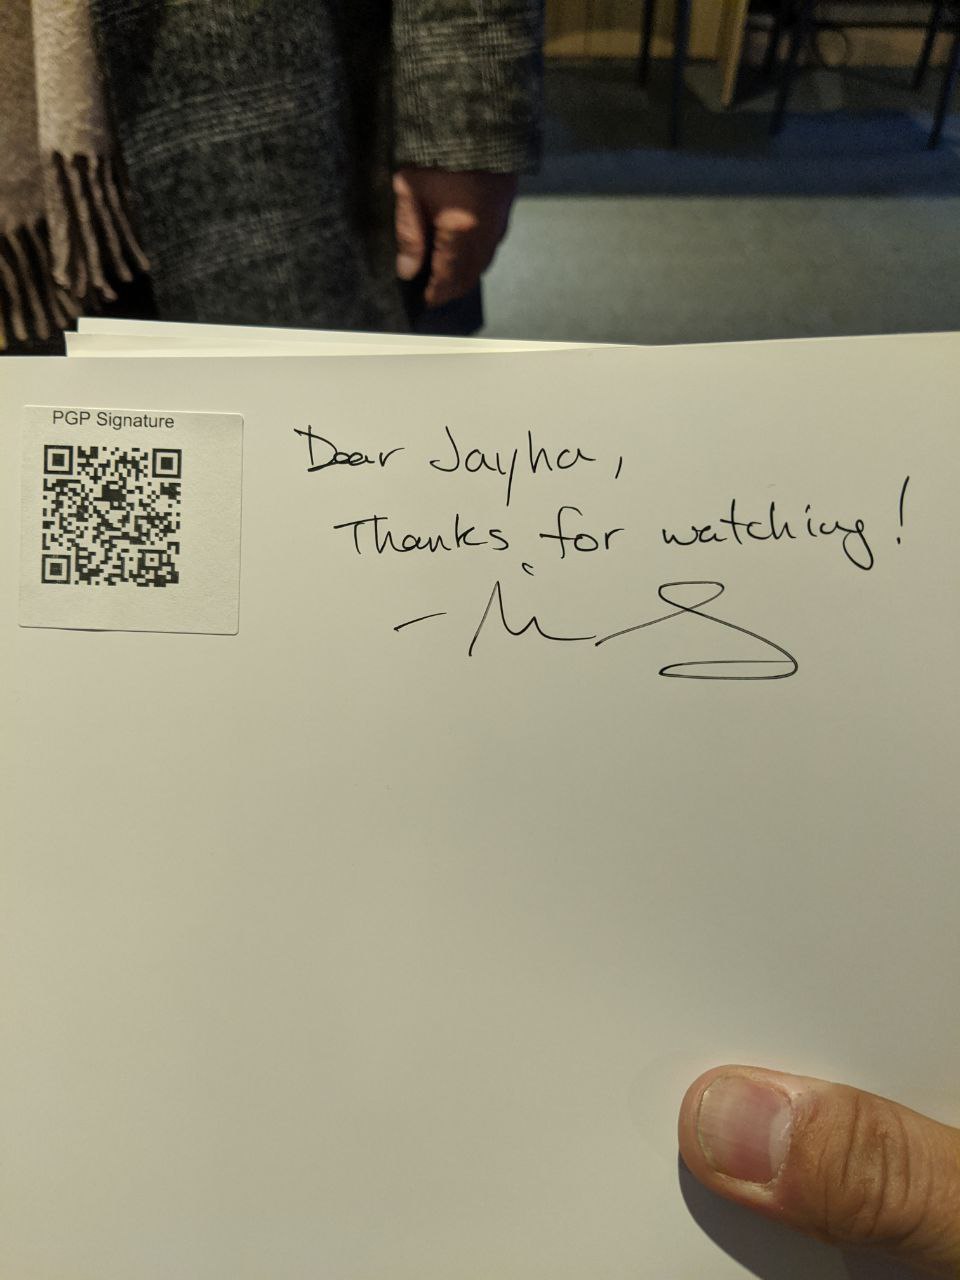 PGP Signature
Dear Jayha,
Thanks for watching!